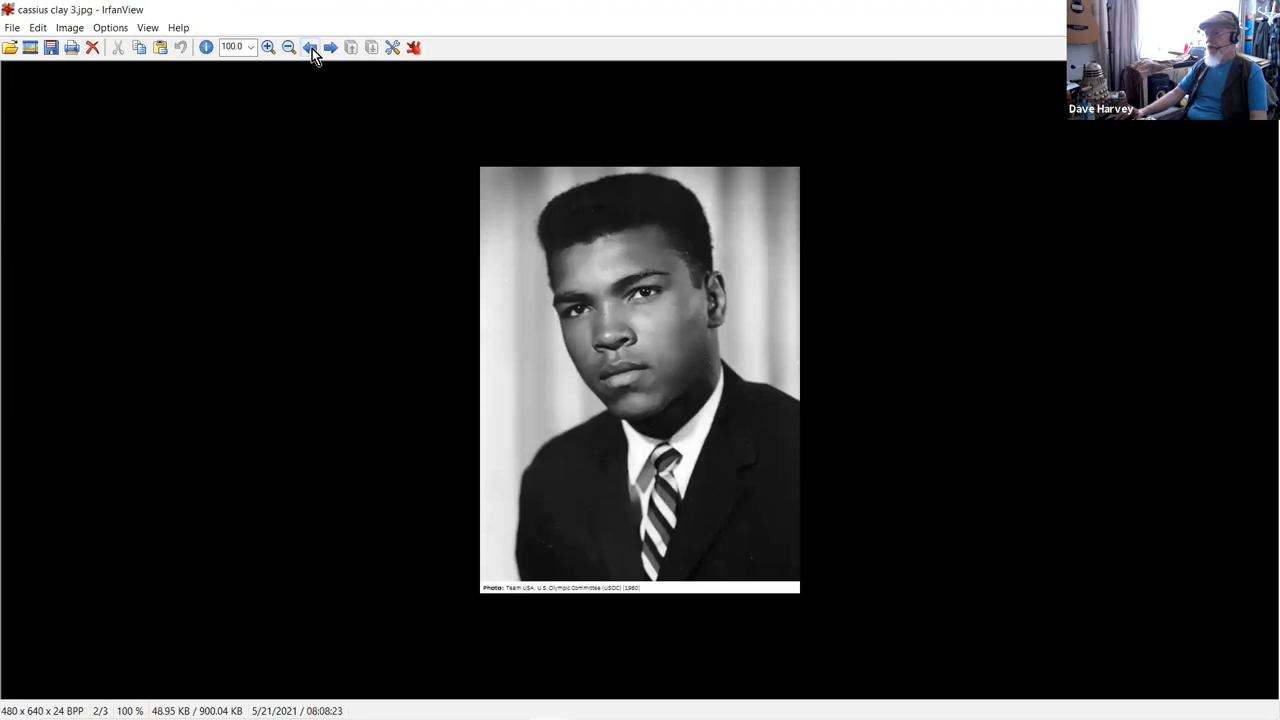 cassius clay 3.jpg - IrfanView
File Edit Image Options View Help
100.0
Dave Harvey
Photo: Team USA, U.S. Olympic Committee (USOC) (1960)
480 x 640 x 24 BPP 2/3 100 % 48.95 KB / 900.04 KB 5/21/2021 / 08:08:23